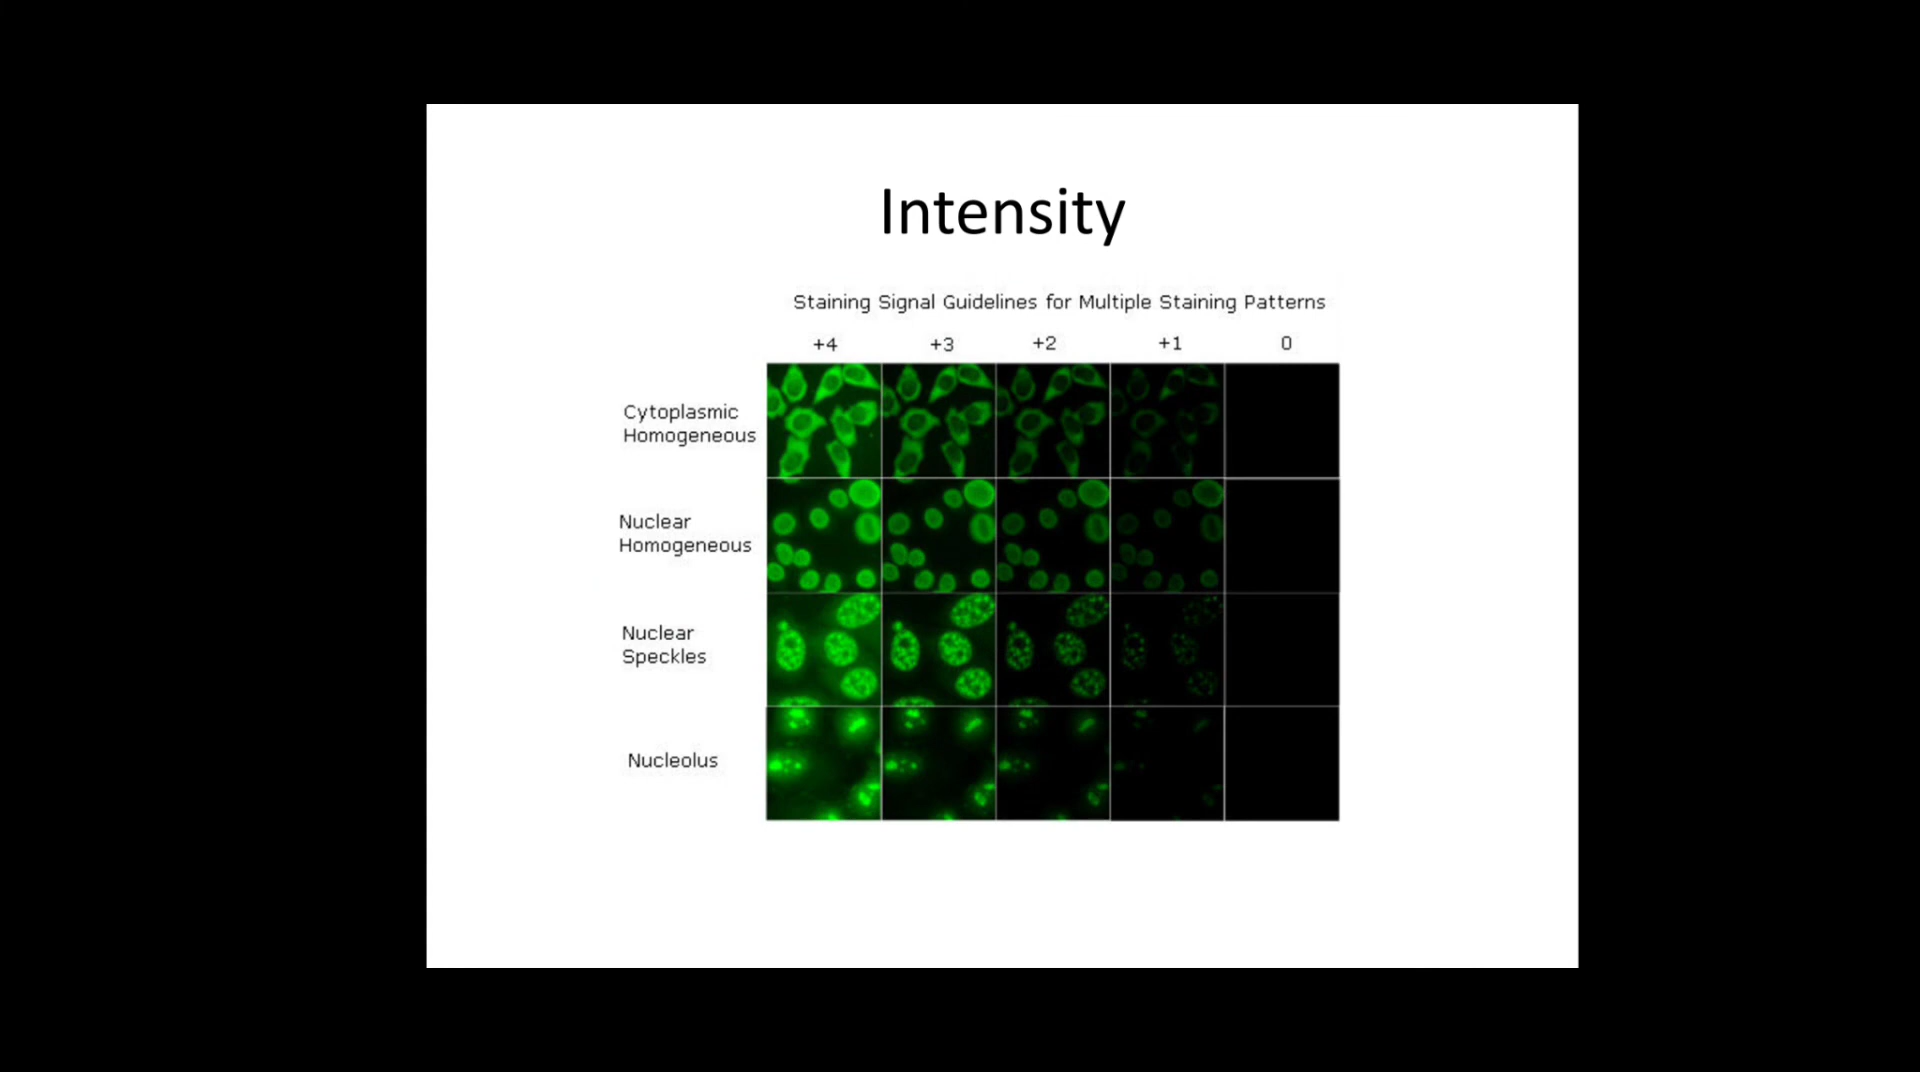 Intensity
Staining Signal Guidelines for Multiple Staining Patterns
+4 +3 +2 +1 0
Cytoplasmic
Homogeneous
Nuclear
Homogeneous
Nuclear
Speckles
Nucleolus